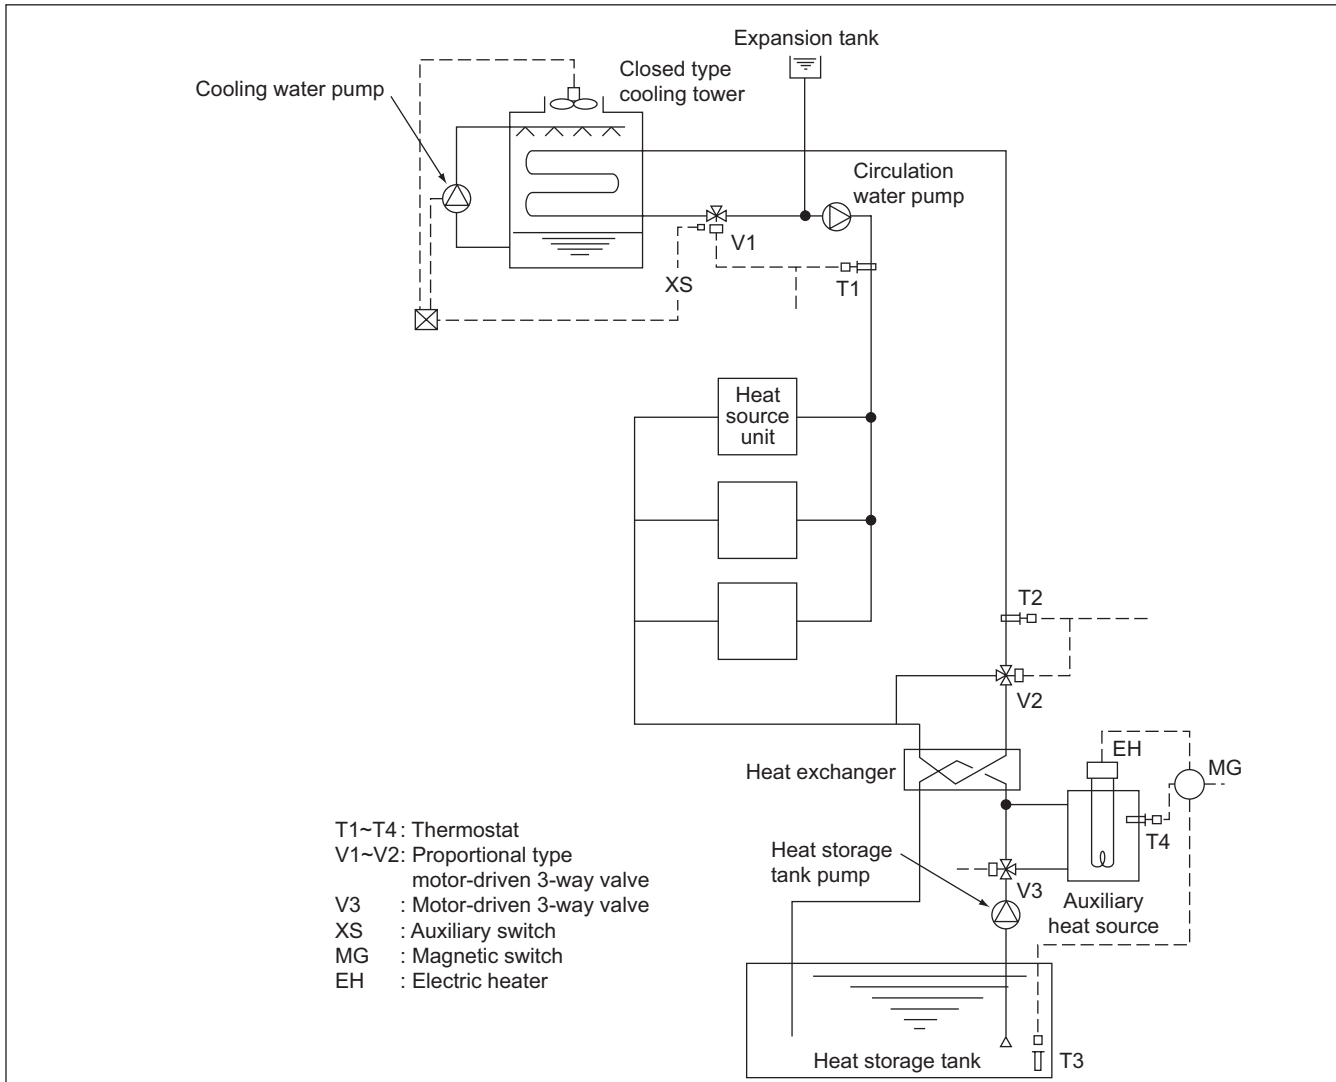 Expansion tank
Closed type
cooling tower
Cooling water pump
Circulation
water pump
V1
T1
XS
Heat
source
unit
T2
V2
Heat exchanger
EH
MG
T4
T1~T4 : Thermostat
V1~V2 : Proportional type
motor-driven 3-way valve
V3 : Motor-driven 3-way valve
XS : Auxiliary switch
MG : Magnetic switch
EH : Electric heater
Heat storage
tank pump
V3
Auxiliary
heat source
Heat storage tank
T3